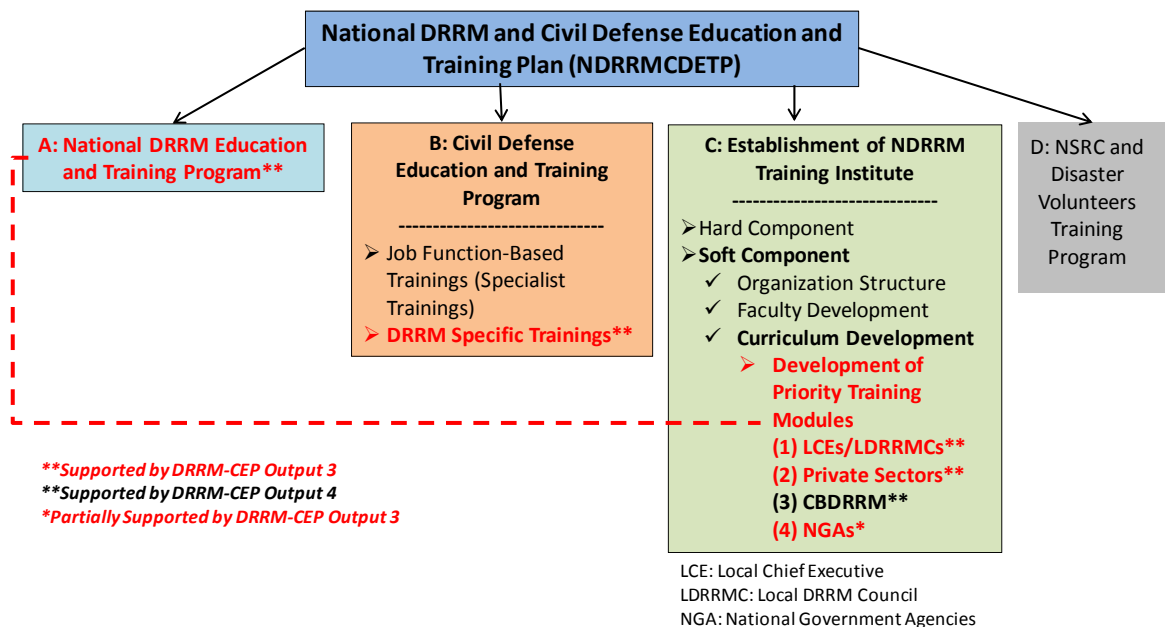 National DRRM and Civil Defense Education and
Training Plan (NDRRMCDETP)
A: National DRRM Education
and Training Program**
B: Civil Defense
Education and Training
Program
------------------------------
➢ Job Function-Based
Trainings (Specialist
Trainings)
➢ DRRM Specific Trainings**
C: Establishment of NDRRM
Training Institute
------------------------------
➢Hard Component
➢Soft Component
✓ Organization Structure
✓ Faculty Development
✓ Curriculum Development
➢ Development of
Priority Training
Modules
(1) LCEs/LDRRMCs**
(2) Private Sectors**
(3) CBDRRM**
(4) NGAs*
D: NSRC and
Disaster
Volunteers
Training
Program
**Supported by DRRM-CEP Output 3
**Supported by DRRM-CEP Output 4
*Partially Supported by DRRM-CEP Output 3
LCE: Local Chief Executive
LDRRMC: Local DRRM Council
NGA: National Government Agencies